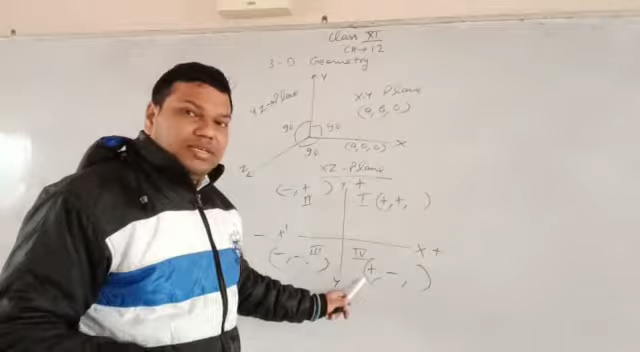 Class XI
CH → 12
3-D Geometry
Y
YZ-Plane
X-Y Plane
(0, 0, 0)
90 90
X
90
(0,0,0)
Z
XZ-Plane
Y +
(-, + ) I (+, +, )
II
- X' X +
III IV
(-, - ) (+, -, )
Y